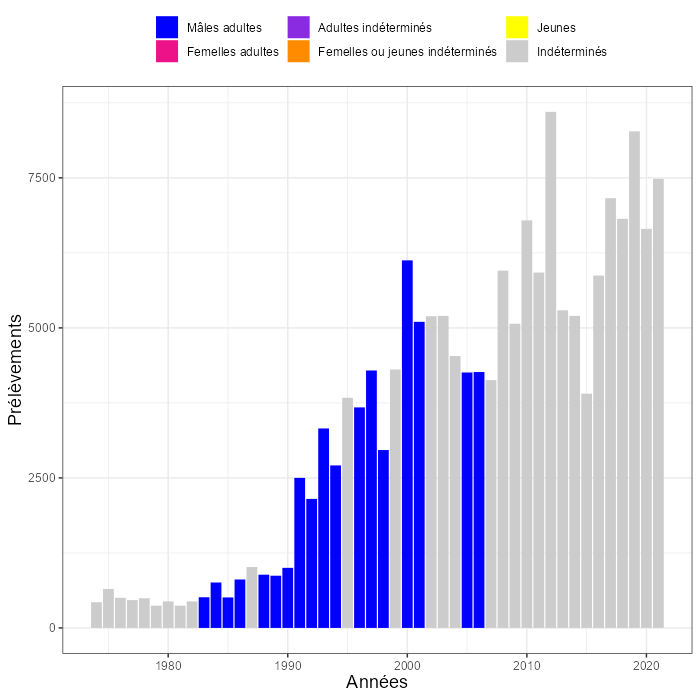 Mâles adultes Adultes indéterminés Jeunes
Femelles adultes Femelles ou jeunes indéterminés Indéterminés
Prélèvements
7500
5000
2500
0
1980 1990 2000 2010 2020
Années